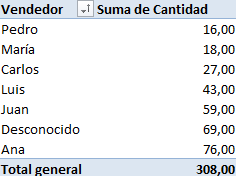 Vendedor Suma de Cantidad
Pedro 16,00
María 18,00
Carlos 27,00
Luis 43,00
Juan 59,00
Desconocido 69,00
Ana 76,00
Total general 308,00